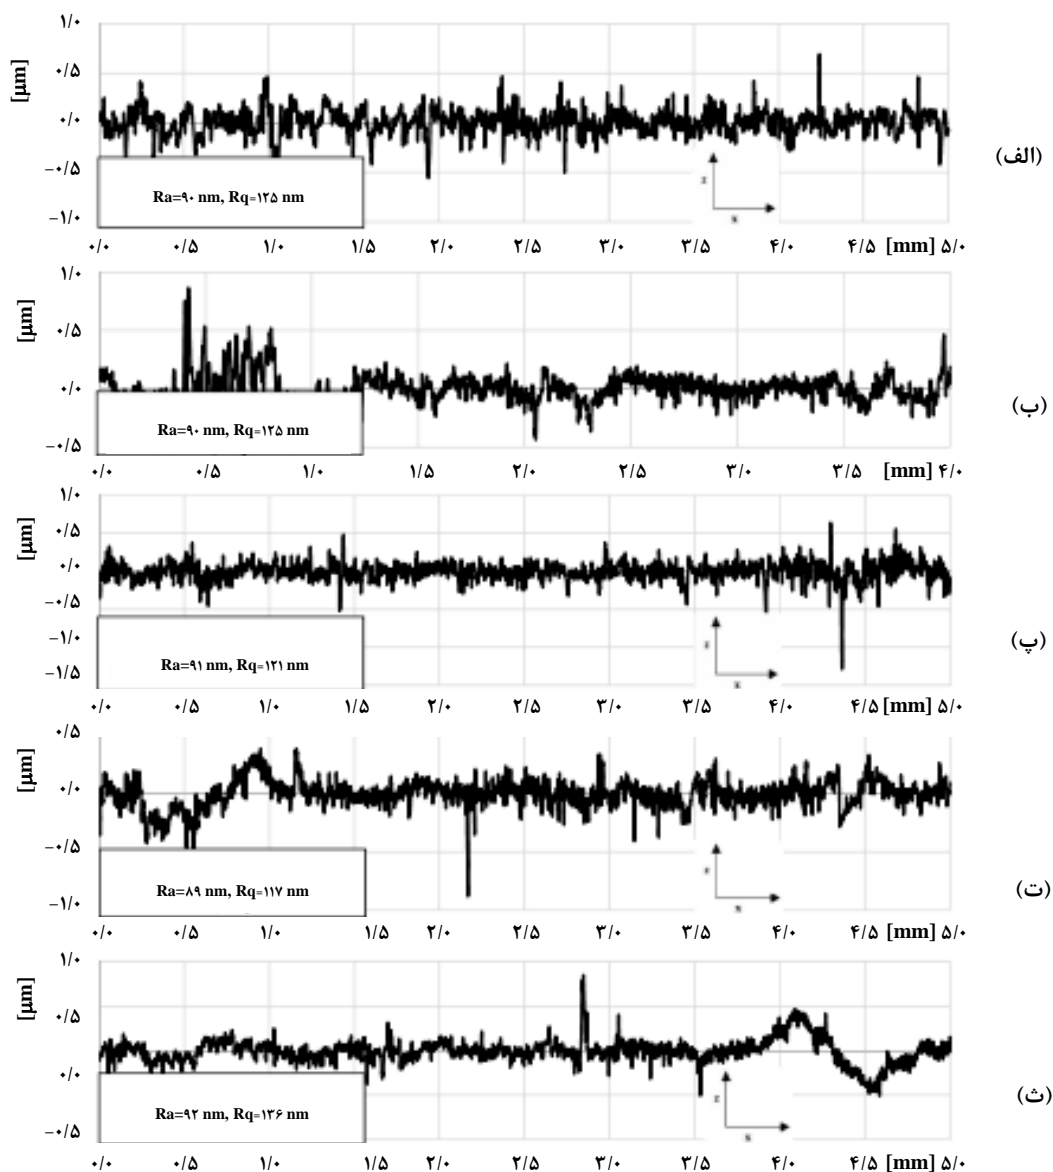 ۱/۰
۰/۵
۰/۰
−۰/۵
−۱/۰
[µm]
Ra=۹۰ nm, Rq=۱۲۵ nm
z
x
(الف)
۰/۰ ۰/۵ ۱/۰ ۱/۵ ۲/۰ ۲/۵ ۳/۰ ۳/۵ ۴/۰ ۴/۵ [mm] ۵/۰
۱/۰
۰/۵
۰/۰
−۰/۵
[µm]
Ra=۹۰ nm, Rq=۱۲۵ nm
(ب)
۰/۰ ۰/۵ ۱/۰ ۱/۵ ۲/۰ ۲/۵ ۳/۰ ۳/۵ [mm] ۴/۰
۱/۰
۰/۵
۰/۰
−۰/۵
−۱/۰
−۱/۵
[µm]
Ra=۹۱ nm, Rq=۱۲۱ nm
z
x
(پ)
۰/۰ ۰/۵ ۱/۰ ۱/۵ ۲/۰ ۲/۵ ۳/۰ ۳/۵ ۴/۰ ۴/۵ [mm] ۵/۰
۰/۵
۰/۰
−۰/۵
−۱/۰
[µm]
Ra=۸۹ nm, Rq=۱۱۷ nm
z
x
(ت)
۰/۰ ۰/۵ ۱/۰ ۱/۵ ۲/۰ ۲/۵ ۳/۰ ۳/۵ ۴/۰ ۴/۵ [mm] ۵/۰
۱/۰
۰/۵
۰/۰
−۰/۵
[µm]
Ra=۹۲ nm, Rq=۱۳۶ nm
z
x
(ث)
۰/۰ ۰/۵ ۱/۰ ۱/۵ ۲/۰ ۲/۵ ۳/۰ ۳/۵ ۴/۰ ۴/۵ [mm] ۵/۰